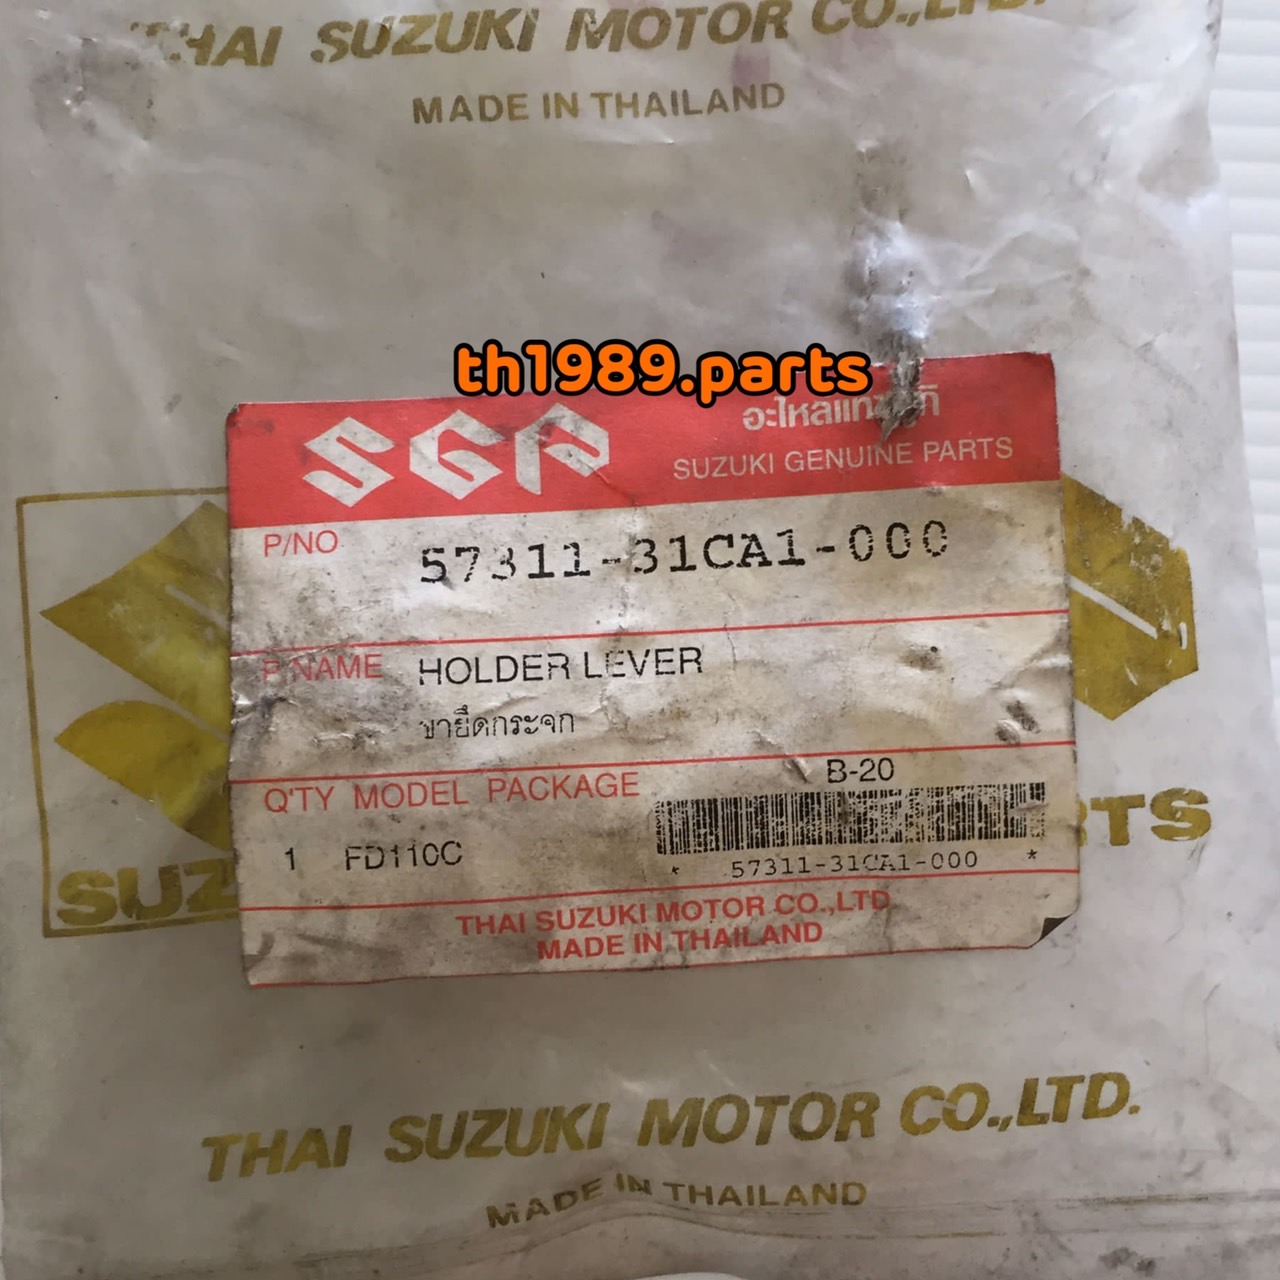 THAI SUZUKI MOTOR CO.,LTD.
MADE IN THAILAND
th1989.parts
SGP
SUZUKI GENUINE PARTS
P/NO 57311-31CA1-000
P/NAME HOLDER LEVER
ขายึดกระจก
Q'TY MODEL PACKAGE B-20
1 FD110C
* 57311-31CA1-000 *
THAI SUZUKI MOTOR CO.,LTD.
MADE IN THAILAND
THAI SUZUKI MOTOR CO.,LTD.
MADE IN THAILAND